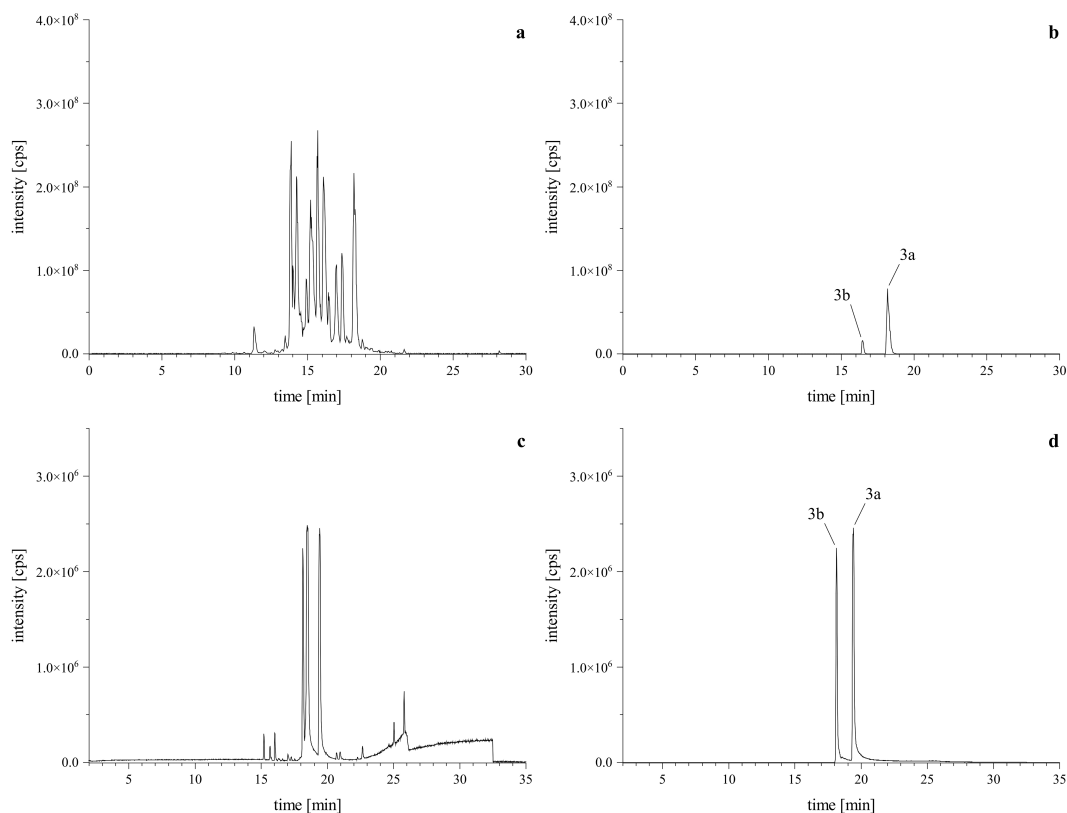 a
4.0×10⁸
3.0×10⁸
2.0×10⁸
1.0×10⁸
0.0
intensity [cps]
0 5 10 15 20 25 30
time [min]
b
4.0×10⁸
3.0×10⁸
2.0×10⁸
1.0×10⁸
0.0
intensity [cps]
3b
3a
0 5 10 15 20 25 30
time [min]
c
3.0×10⁶
2.0×10⁶
1.0×10⁶
0.0
intensity [cps]
5 10 15 20 25 30 35
time [min]
d
3.0×10⁶
2.0×10⁶
1.0×10⁶
0.0
intensity [cps]
3b
3a
5 10 15 20 25 30 35
time [min]